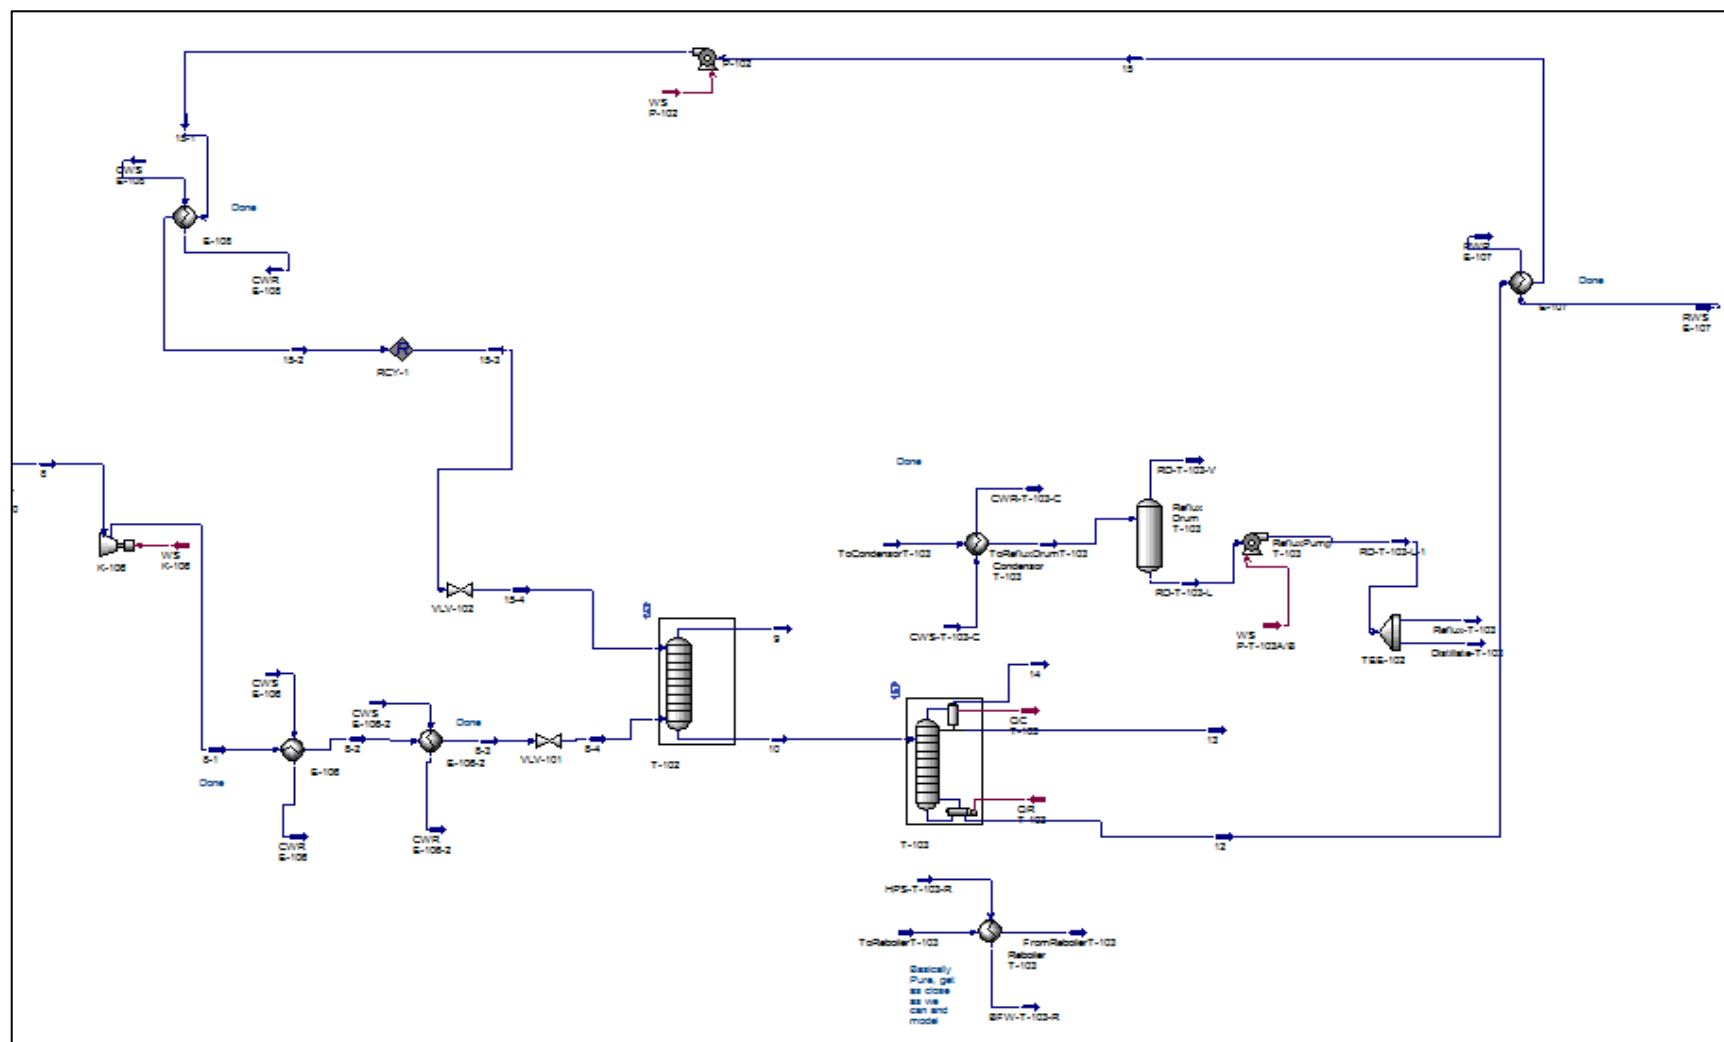 P-102
15
WS
P-102
15-1
CWS
Done
CWR
E-107
Done
E-107
RWS
E-107
15-2
RCY-1
15-3
8
Done
RD-T-103-V
CWR-T-103-C
Reflux
Drum
T-103
K-106
WS
K-106
ToCondensorT-103
ToRefluxDrumT-103
Condensor
T-103
RefluxPump
T-103
RD-T-103-L-1
VLV-102
15-4
RD-T-103-L
CWS-T-103-C
WS
P-T-103A/B
Reflux-T-103
Distillate-T-103
TEE-102
9
14
CWS
E-106
CWS
E-106-2
Done
QC
T-103
13
8-1
8-2
E-106
E-106-2
8-3
VLV-101
8-4
T-102
10
Done
QR
T-103
CWR
E-106
CWR
E-106-2
T-103
12
HPS-T-103-R
ToReboilerT-103
FromReboilerT-103
Reboiler
T-103
Basically
Pure, get
as close
as we
can and
model
BFW-T-103-R